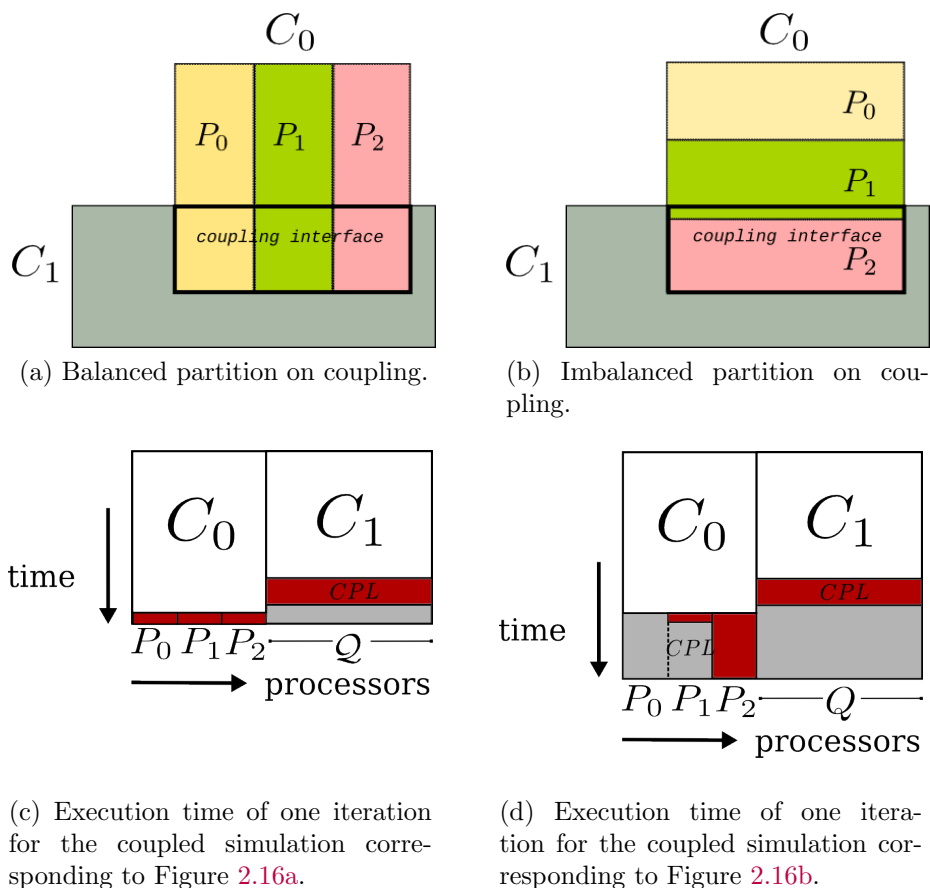 C₀
P₀ P₁ P₂
coupling interface
C₁
(a) Balanced partition on coupling.
C₀
P₀
P₁
coupling interface
P₂
C₁
(b) Imbalanced partition on cou-
pling.
C₀ C₁
time
CPL
P₀ P₁ P₂ Q
processors
(c) Execution time of one iteration
for the coupled simulation corre-
sponding to Figure 2.16a.
C₀ C₁
CPL
time
CPL
P₀ P₁ P₂ Q
processors
(d) Execution time of one itera-
tion for the coupled simulation cor-
responding to Figure 2.16b.